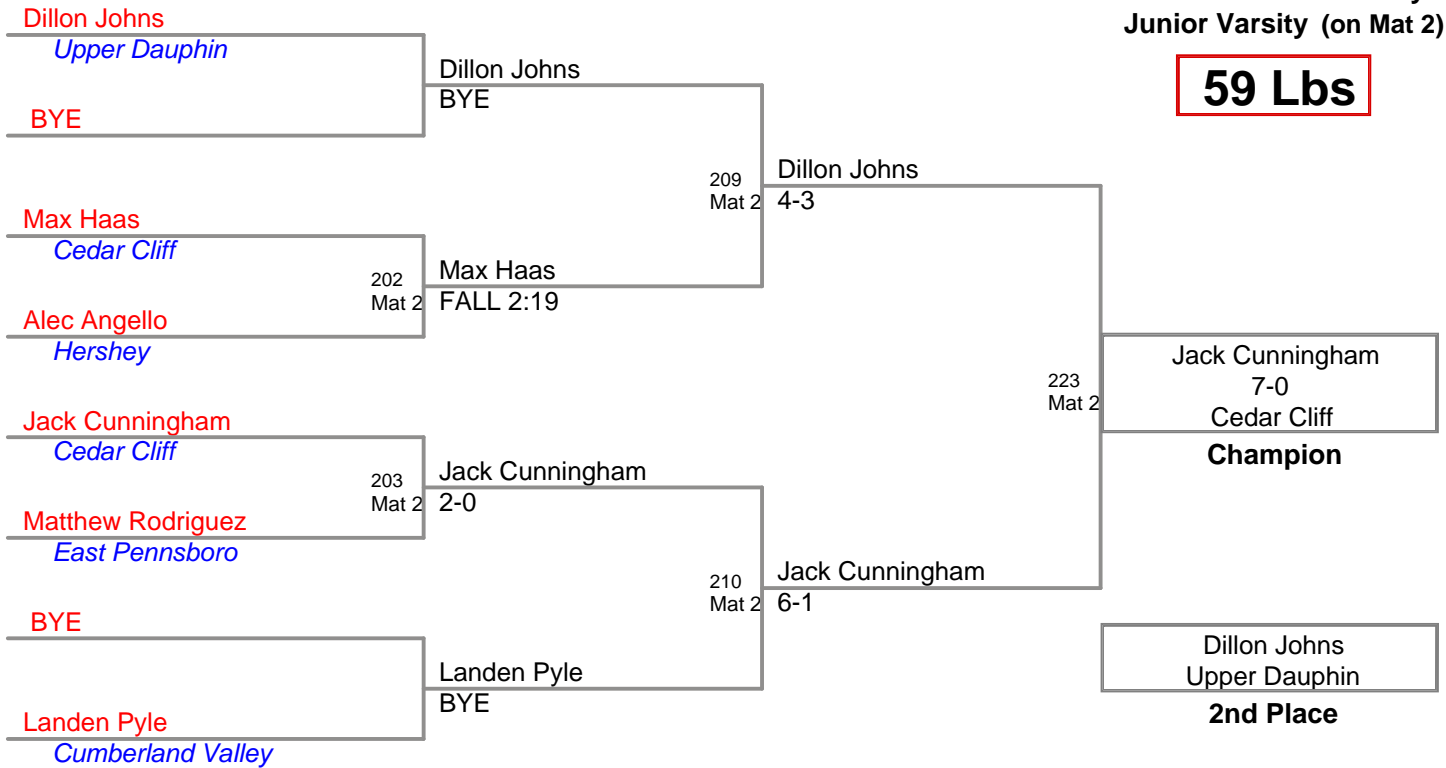 Junior Varsity (on Mat 2)
59 Lbs
Dillon Johns
Upper Dauphin
BYE
Max Haas
Cedar Cliff
Alec Angello
Hershey
Jack Cunningham
Cedar Cliff
Matthew Rodriguez
East Pennsboro
BYE
Landen Pyle
Cumberland Valley
Dillon Johns
BYE
202
Mat 2
Max Haas
FALL 2:19
203
Mat 2
Jack Cunningham
2-0
Landen Pyle
BYE
209
Mat 2
Dillon Johns
4-3
210
Mat 2
Jack Cunningham
6-1
223
Mat 2
Jack Cunningham
7-0
Cedar Cliff
Champion
Dillon Johns
Upper Dauphin
2nd Place